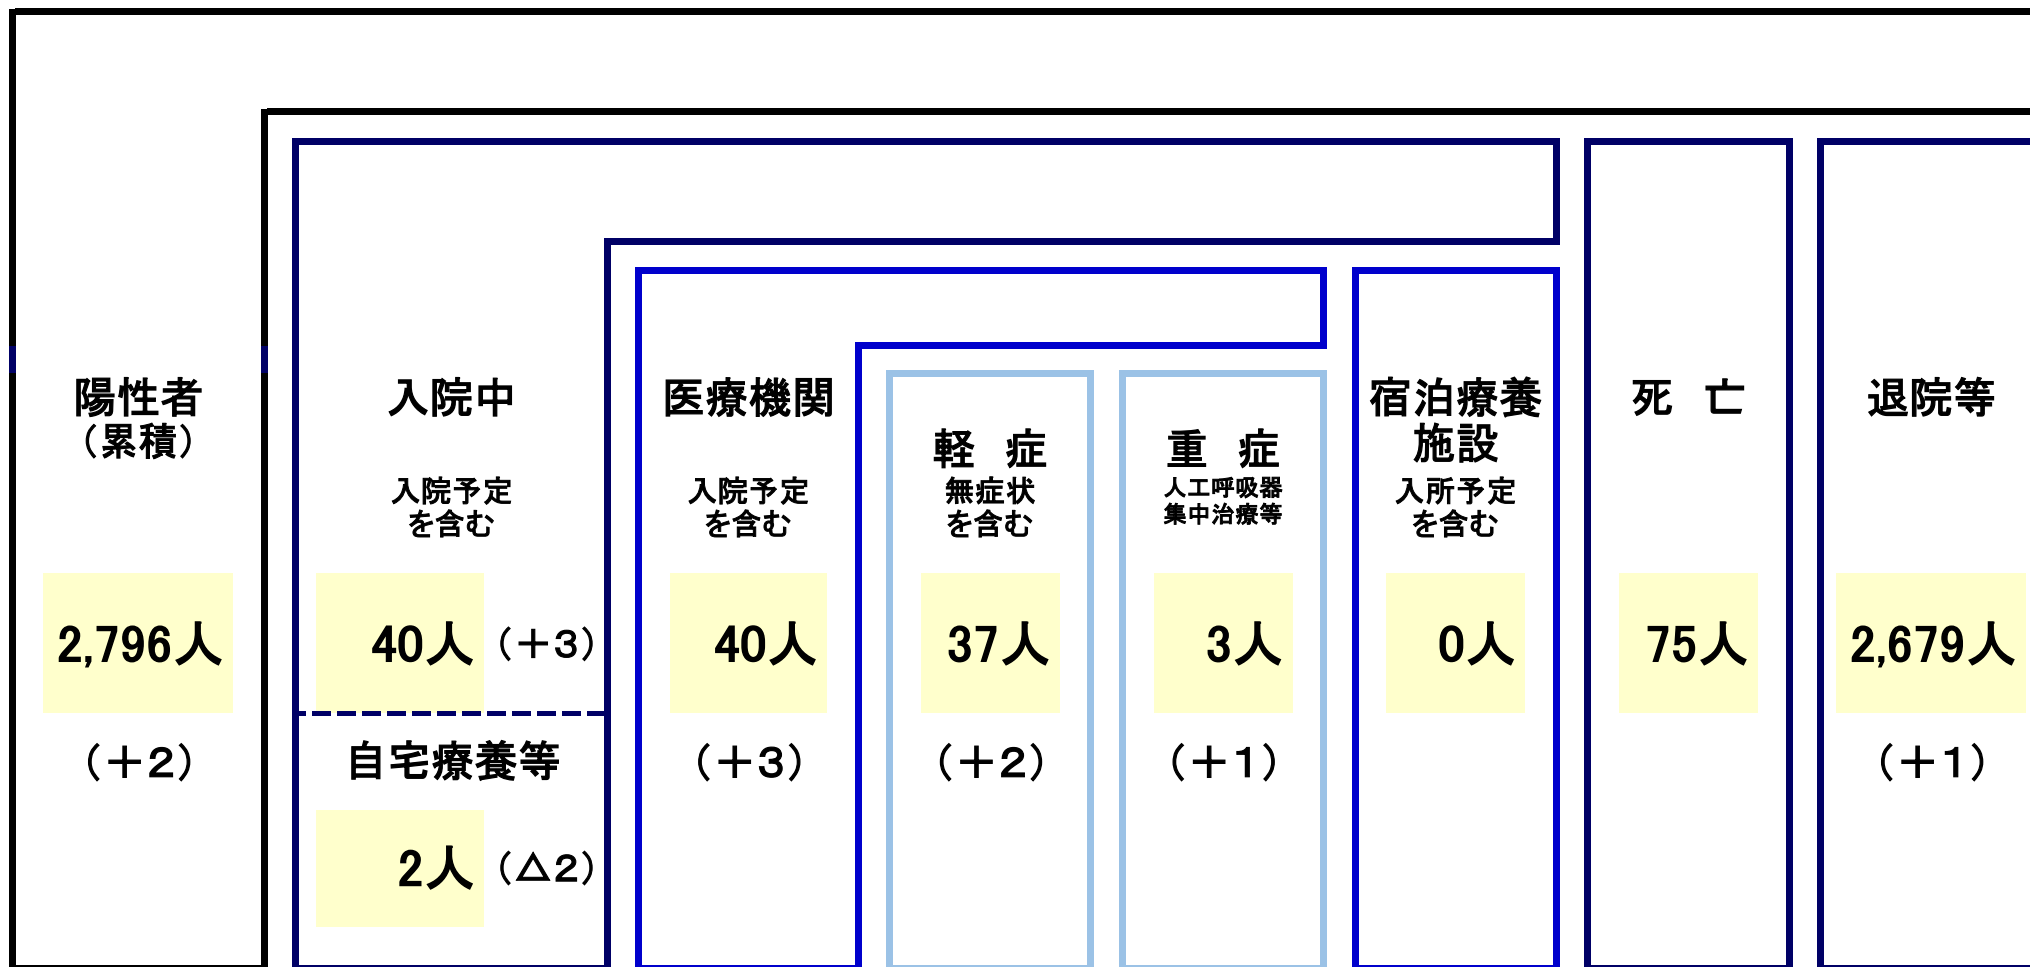 陽性者
（累積）
2,796人
（＋2）
入院中
入院予定
を含む
40人（＋3）
自宅療養等
2人（△2）
医療機関
入院予定
を含む
40人
（＋3）
軽　症
無症状
を含む
37人
（＋2）
重　症
人工呼吸器
集中治療等
3人
（＋1）
宿泊療養
施設
入所予定
を含む
0人
死　亡
75人
退院等
2,679人
（＋1）